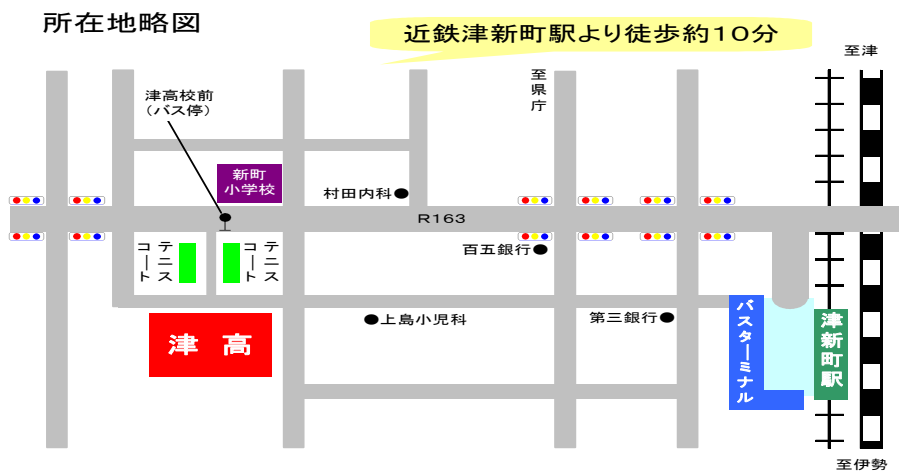 所在地略図
近鉄津新町駅より徒歩約10分
至津
至県庁
津高校前
(バス停)
新町
小学校
村田内科
R163
テニス
コート
テニス
コート
百五銀行
上島小児科
第三銀行
津高
バスターミナル
津新町駅
至伊勢